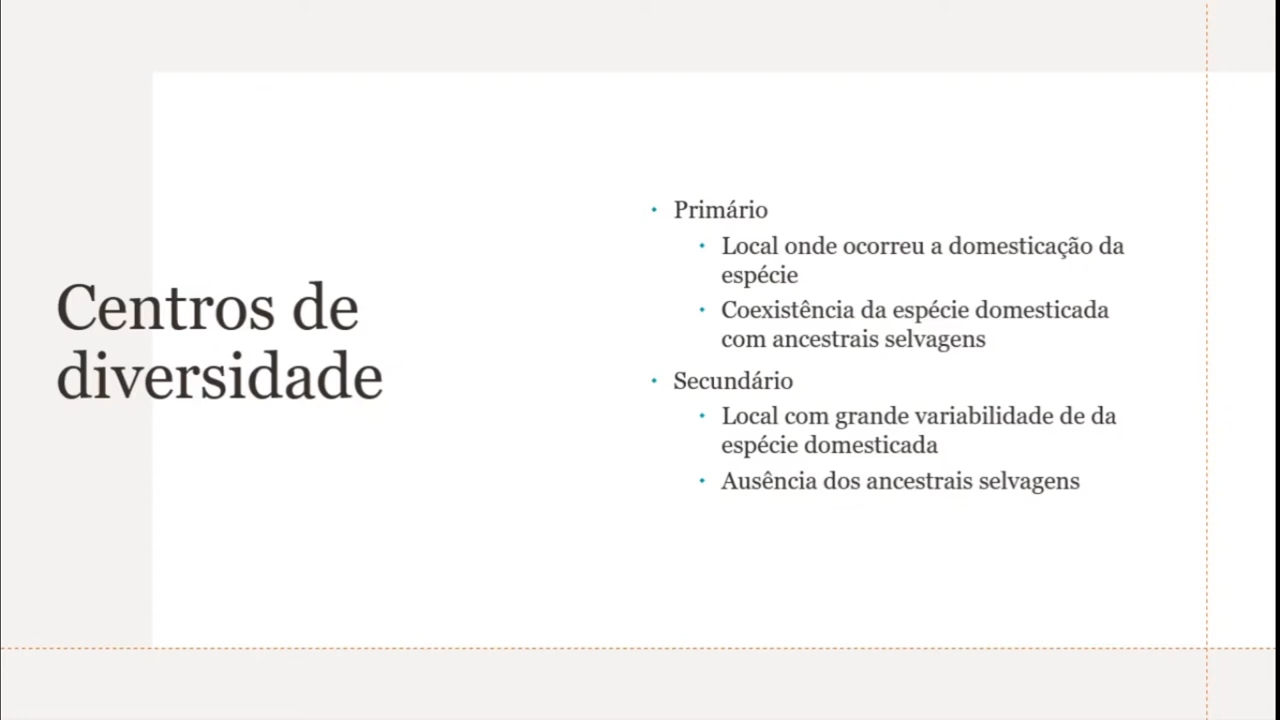 Centros de
diversidade
Primário
Local onde ocorreu a domesticação da
espécie
Coexistência da espécie domesticada
com ancestrais selvagens
Secundário
Local com grande variabilidade de da
espécie domesticada
Ausência dos ancestrais selvagens